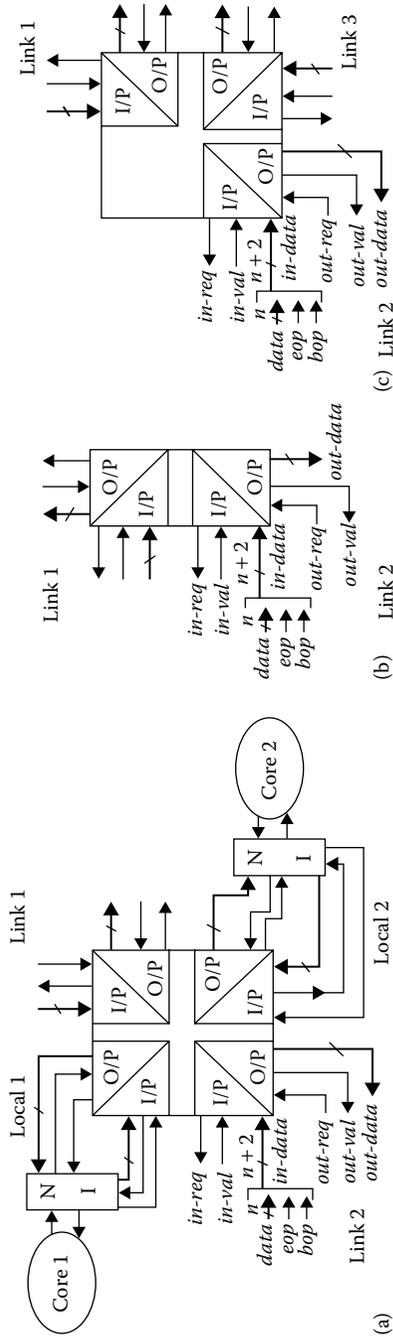 Core 1
N
I
Local 1
Link 1
O/P
I/P
I/P
O/P
I/P
O/P
O/P
I/P
N
I
Core 2
Local 2
in-req
in-val
n + 2
n
data
in-data
eop
bop
out-req
out-val
out-data
Link 2
(a)
Link 1
O/P
I/P
I/P
O/P
in-req
in-val
n + 2
n
data
in-data
eop
bop
out-req
out-val
out-data
Link 2
(b)
Link 1
I/P
O/P
I/P
O/P
O/P
I/P
Link 3
in-req
in-val
n + 2
n
data
in-data
eop
bop
out-req
out-val
out-data
Link 2
(c)